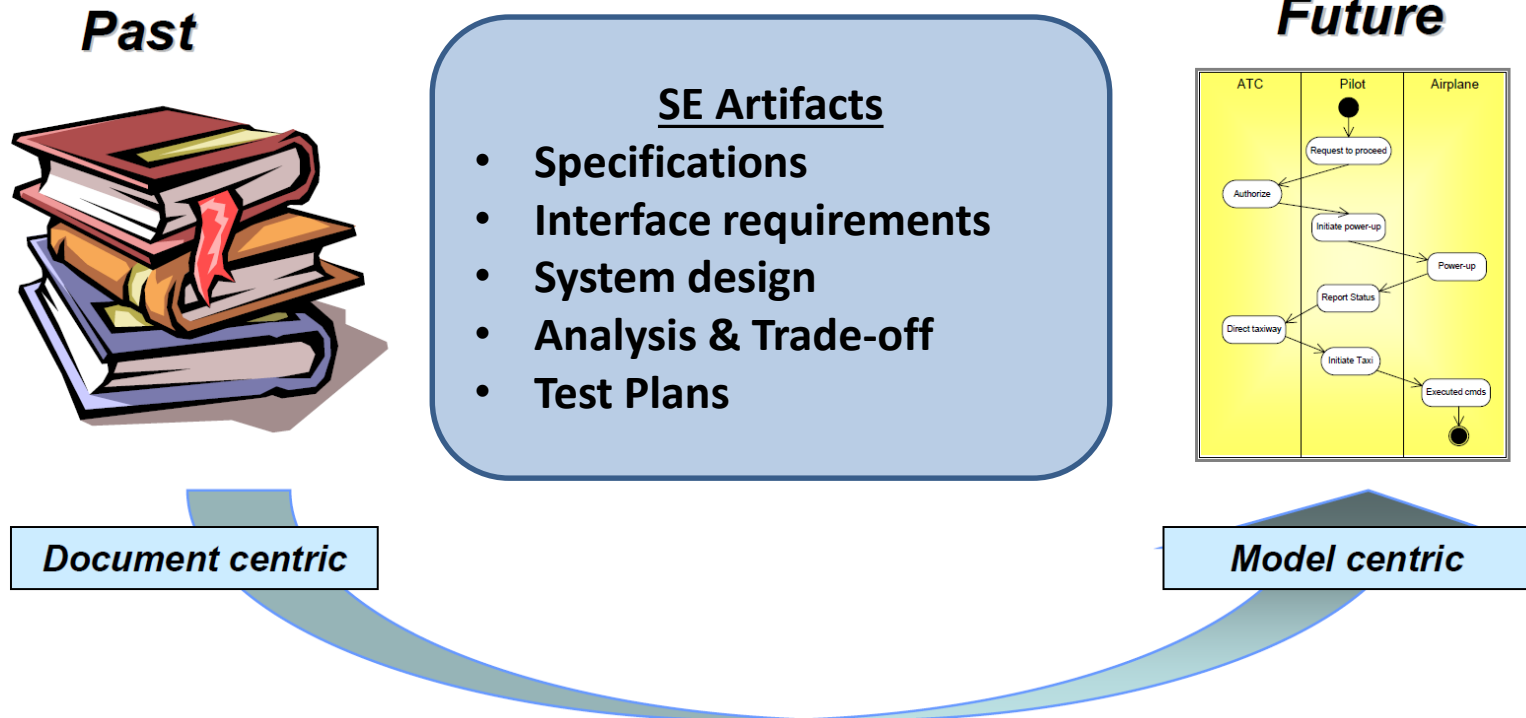 Past
SE Artifacts
• Specifications
• Interface requirements
• System design
• Analysis & Trade-off
• Test Plans
Future
ATC
Pilot
Airplane
Request to proceed
Authorize
Initiate power-up
Power-up
Report Status
Direct taxiway
Initiate Taxi
Executed cmds
Document centric
Model centric